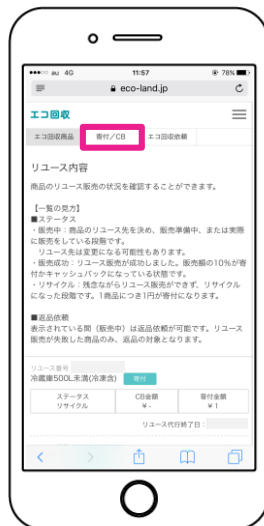 au 4G 11:57 78%
eco-land.jp
エコ回収
エコ回収商品 寄付/CB エコ回収依頼
リユース内容
商品のリユース販売の状況を確認することができます。
【一覧の見方】
■ステータス
・販売中：商品のリユース先を決め、販売準備中、または実際
に販売をしている段階です。
リユース先は変更になる可能性もあります。
・販売成功：リユース販売が成功しました。販売額の10%が寄
付かキャッシュバックになっている状態です。
・リサイクル：残念ながらリユース販売ができず、リサイクル
になった段階です。1商品につき1円が寄付になります。
■返品依頼
表示されている間（販売中）は返品依頼が可能です。リユース
販売が失敗した商品のみ、返品の対象となります。
リユース番号
冷蔵庫500L未満(冷凍含) 寄付
ステータス CB金額 寄付金額
リサイクル ¥ - ¥ 1
リユース代行終了日：